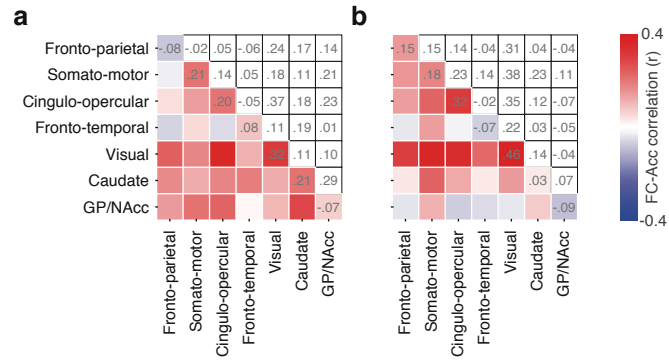 a
Fronto-parietal -.08 -.02 .05 -.06 .24 .17 .14
Somato-motor .21 .14 .05 .18 .11 .21
Cingulo-opercular .20 -.05 .37 .18 .23
Fronto-temporal .08 .11 .19 .01
Visual .32 .11 .10
Caudate .21 .29
GP/NAcc -.07
Fronto-parietal
Somato-motor
Cingulo-opercular
Fronto-temporal
Visual
Caudate
GP/NAcc
b
.15 .15 .14 -.04 .31 .04 -.04
.18 .23 .14 .38 .23 .11
.32 -.02 .35 .12 -.07
-.07 .22 .03 -.05
.46 .14 -.04
.03 .07
-.09
Fronto-parietal
Somato-motor
Cingulo-opercular
Fronto-temporal
Visual
Caudate
GP/NAcc
0.4
FC-Acc correlation (r)
-0.4